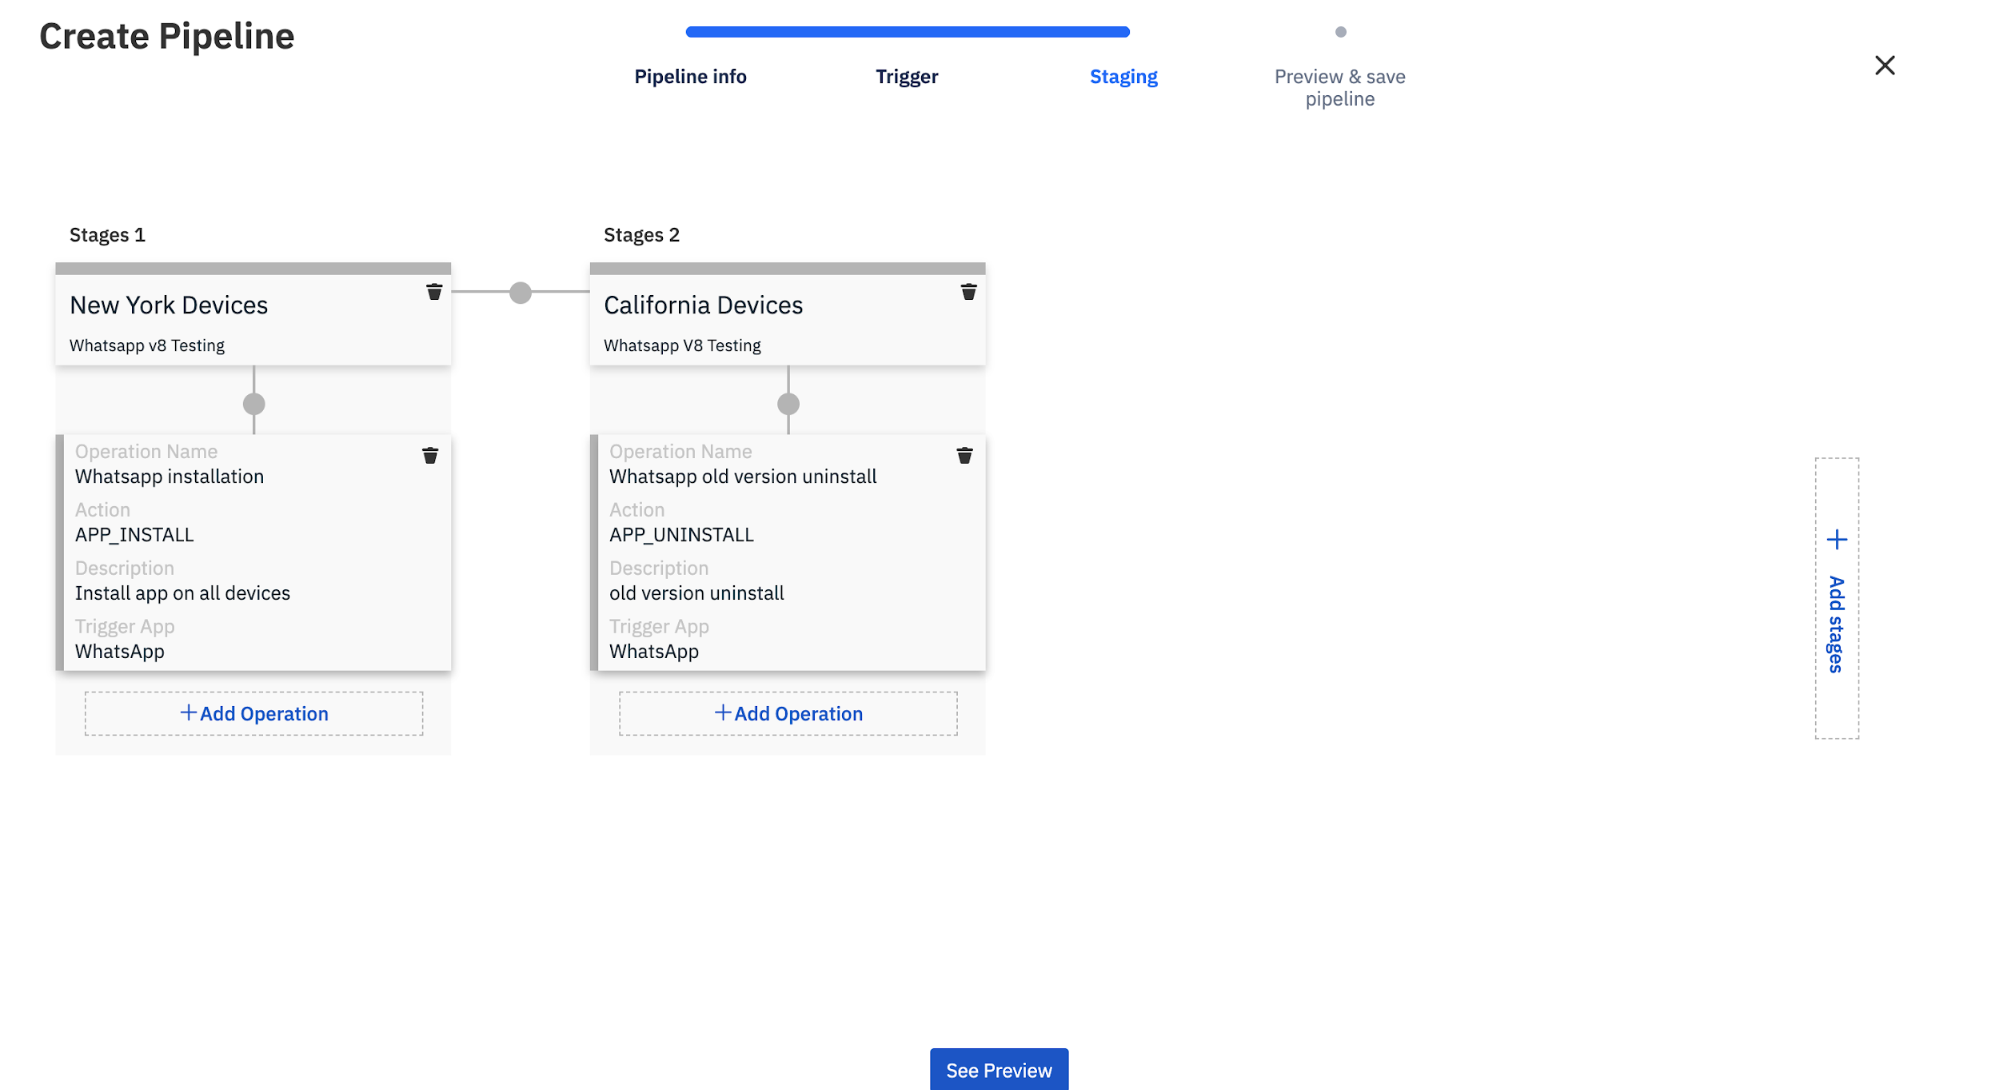 Create Pipeline
Pipeline info
Trigger
Staging
Preview & save
pipeline
Stages 1
New York Devices
Whatsapp v8 Testing
Operation Name
Whatsapp installation
Action
APP_INSTALL
Description
Install app on all devices
Trigger App
WhatsApp
+Add Operation
Stages 2
California Devices
Whatsapp V8 Testing
Operation Name
Whatsapp old version uninstall
Action
APP_UNINSTALL
Description
old version uninstall
Trigger App
WhatsApp
+Add Operation
+ Add stages
See Preview